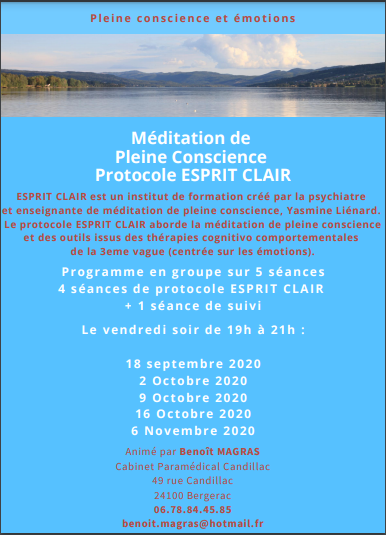 Pleine conscience et émotions
Méditation de
Pleine Conscience
Protocole ESPRIT CLAIR
ESPRIT CLAIR est un institut de formation créé par la psychiatre
et enseignante de méditation de pleine conscience, Yasmine Liénard.
Le protocole ESPRIT CLAIR aborde la méditation de pleine conscience
et des outils issus des thérapies cognitivo comportementales
de la 3eme vague (centrée sur les émotions).
Programme en groupe sur 5 séances
4 séances de protocole ESPRIT CLAIR
+ 1 séance de suivi
Le vendredi soir de 19h à 21h :
18 septembre 2020
2 Octobre 2020
9 Octobre 2020
16 Octobre 2020
6 Novembre 2020
Animé par Benoît MAGRAS
Cabinet Paramédical Candillac
49 rue Candillac
24100 Bergerac
06.78.84.45.85
benoit.magras@hotmail.fr